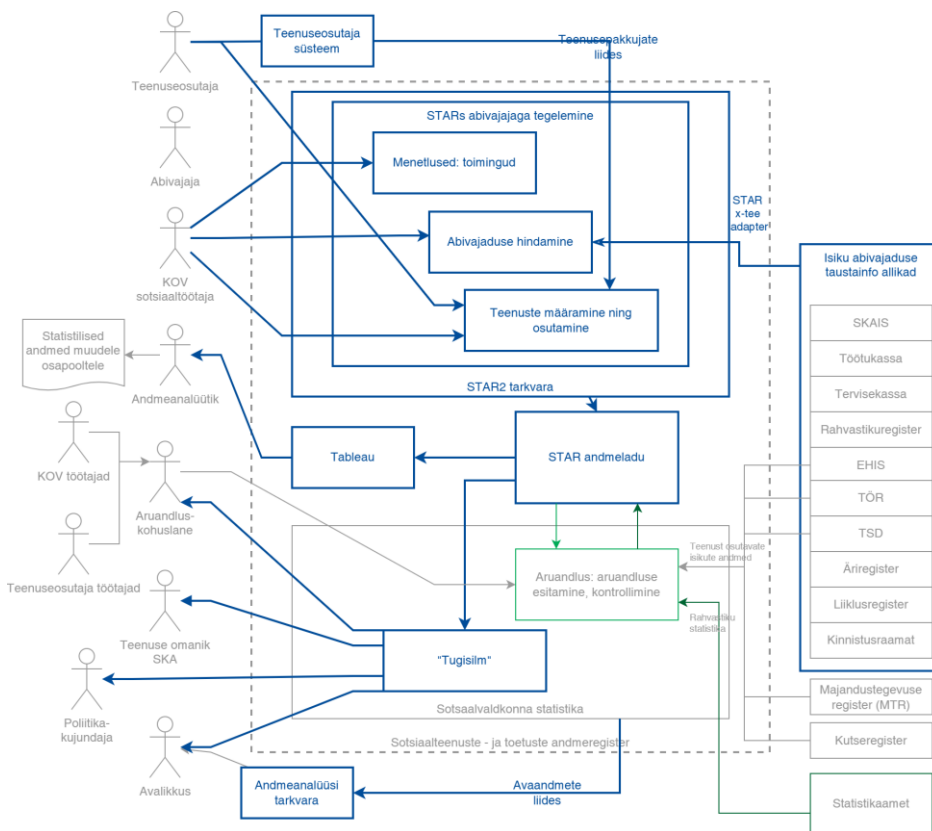 Teenuseosutaja
süsteem
Teenusepakkujate
liides
Teenuseosutaja
STARs abivajajaga tegelemine
Menetlused: toimingud
Abivajaja
STAR
x-tee
adapter
Abivajaduse hindamine
KOV
sotsiaaltöötaja
Isiku abivajaduse
taustainfo allikad
Teenuste määramine ning
osutamine
SKAIS
Statistilised
andmed muudele
osapooltele
Töötukassa
STAR2 tarkvara
Andmeanalüütik
Tervisekassa
Rahvastikuregister
Tableau
STAR andmeladu
EHIS
KOV töötajad
TÖR
Aruandlus-
kohuslane
TSD
Teenust osutavate
isikute andmed
Aruandlus: aruandluse
esitamine, kontrollimine
Äriregister
Teenuseosutaja töötajad
Liiklusregister
Rahvastiku
statistika
Kinnistusraamat
Teenuse omanik
SKA
"Tugisilm"
Majandustegevuse
register (MTR)
Sotsaalvaldkonna statistika
Poliitika-
kujundaja
Kutseregister
Sotsiaalteenuste - ja toetuste andmeregister
Avalikkus
Andmeanalüüsi
tarkvara
Avaandmete
liides
Statistikaamet